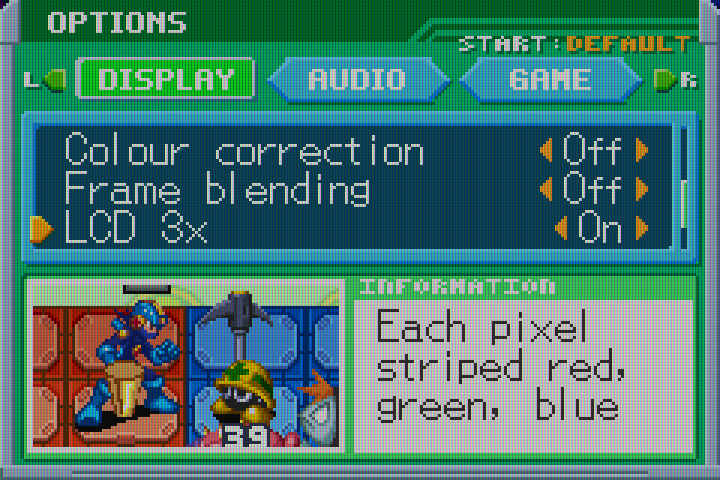 OPTIONS
START:DEFAULT
L DISPLAY AUDIO GAME R
Colour correction Off
Frame blending Off
LCD 3x On
INFORMATION
Each pixel
striped red,
green, blue
39